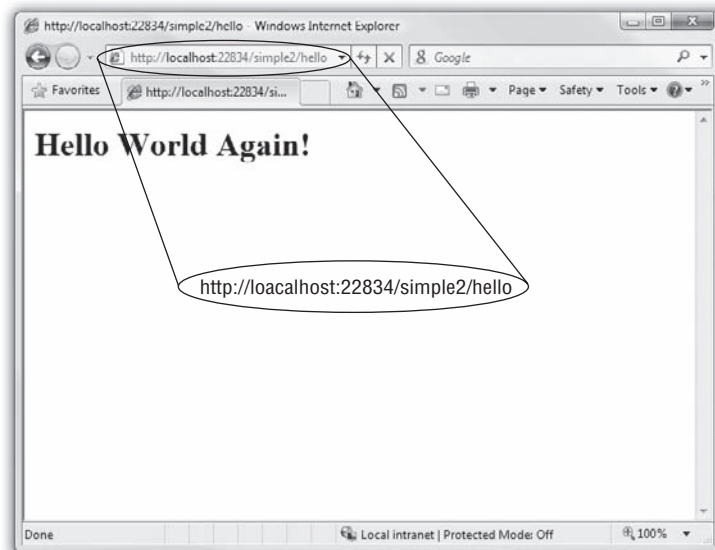 http://localhost:22834/simple2/hello - Windows Internet Explorer
http://localhost:22834/simple2/hello
Google
Favorites
http://localhost:22834/si...
Page
Safety
Tools
Hello World Again!
http://loacalhost:22834/simple2/hello
Done
Local intranet | Protected Mode: Off
100%